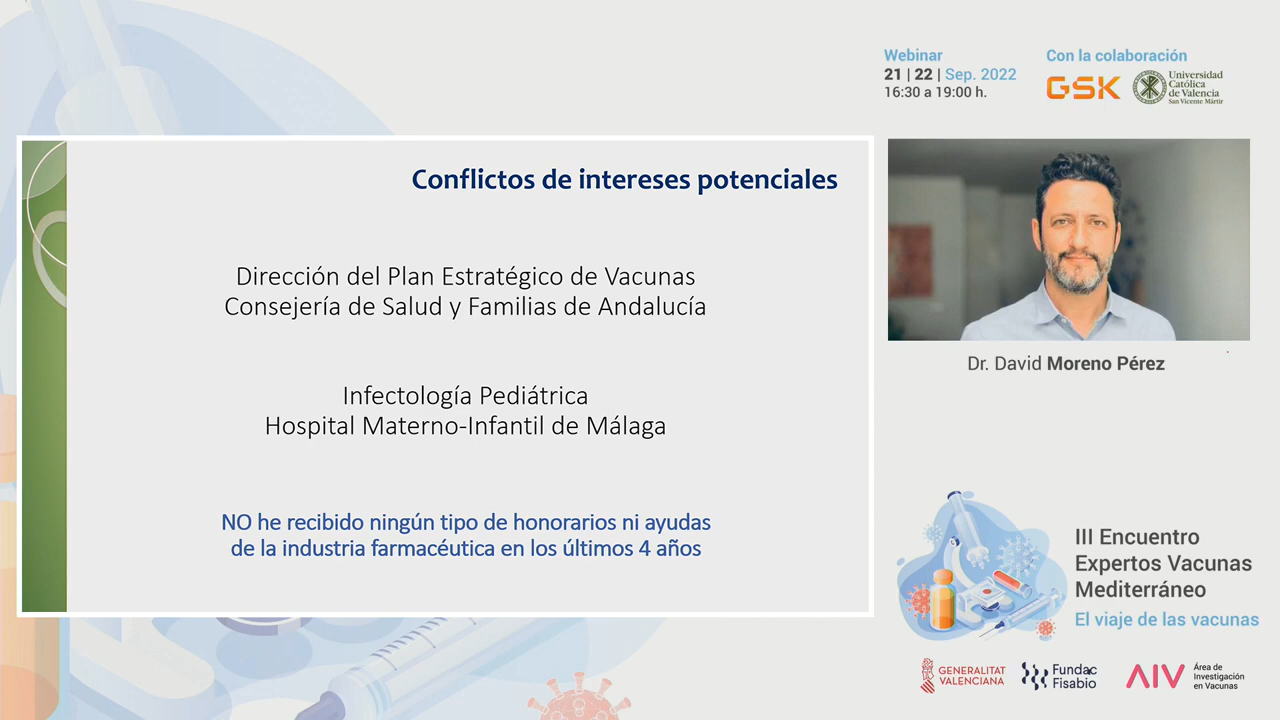 Webinar
21 | 22 | Sep. 2022
16:30 a 19:00 h.
Con la colaboración
GSK
Universidad
Católica
de Valencia
San Vicente Mártir
Conflictos de intereses potenciales
Dirección del Plan Estratégico de Vacunas
Consejería de Salud y Familias de Andalucía
Infectología Pediátrica
Hospital Materno-Infantil de Málaga
NO he recibido ningún tipo de honorarios ni ayudas
de la industria farmacéutica en los últimos 4 años
Dr. David Moreno Pérez
III Encuentro
Expertos Vacunas
Mediterráneo
El viaje de las vacunas
GENERALITAT
VALENCIANA
Fundac
Fisabio
AIV
Área de
Investigación
en Vacunas